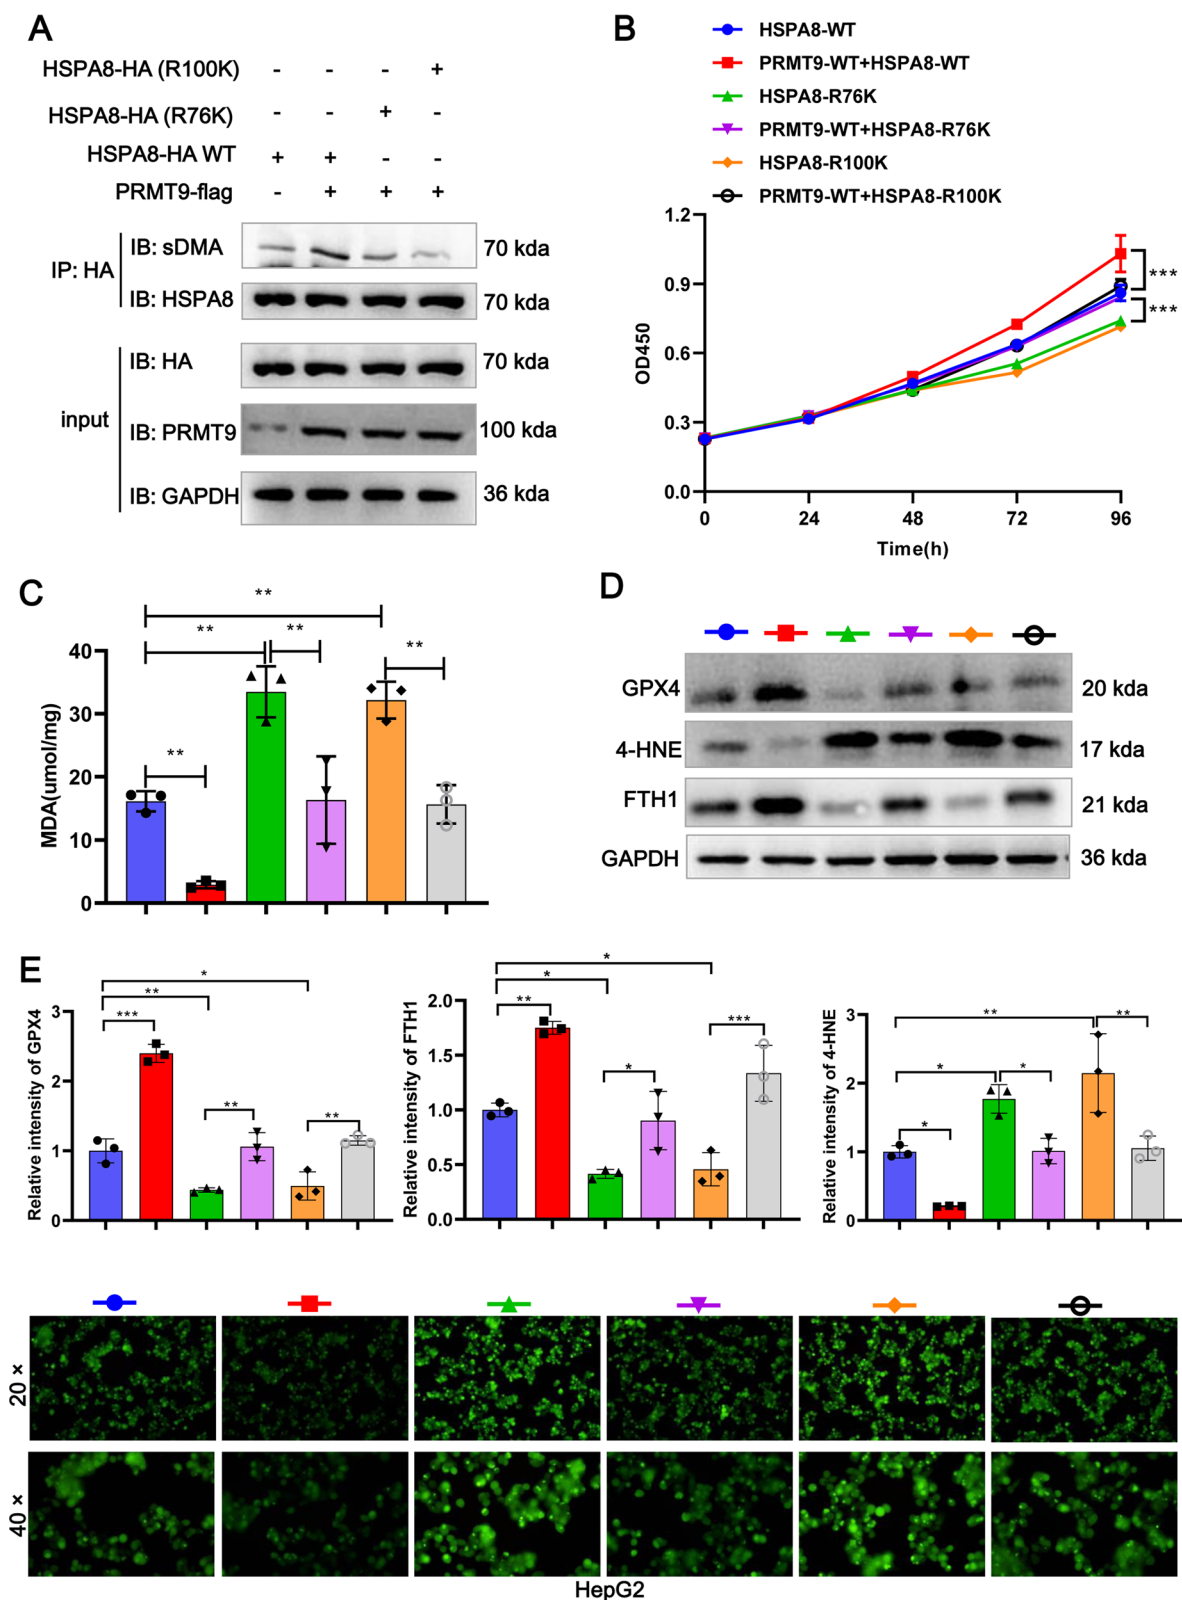 A
HSPA8-HA (R100K) - - - +
HSPA8-HA (R76K) - - + -
HSPA8-HA WT + + - -
PRMT9-flag - + + +
IP: HA
IB: sDMA 70 kda
IB: HSPA8 70 kda
input
IB: HA 70 kda
IB: PRMT9 100 kda
IB: GAPDH 36 kda
B
HSPA8-WT
PRMT9-WT+HSPA8-WT
HSPA8-R76K
PRMT9-WT+HSPA8-R76K
HSPA8-R100K
PRMT9-WT+HSPA8-R100K
OD450
1.2
0.9
0.6
0.3
0.0
0 24 48 72 96
Time(h)
***
***
C
MDA(umol/mg)
40
30
20
10
0
**
** **
**
**
D
GPX4 20 kda
4-HNE 17 kda
FTH1 21 kda
GAPDH 36 kda
E
Relative intensity of GPX4
3
2
1
0
*
**
***
**
**
Relative intensity of FTH1
2.0
1.5
1.0
0.5
0.0
*
*
**
***
*
Relative intensity of 4-HNE
3
2
1
0
** **
* *
*
20 ×
40 ×
HepG2